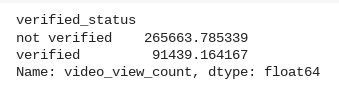 verified_status
not verified    265663.785339
verified         91439.164167
Name: video_view_count, dtype: float64